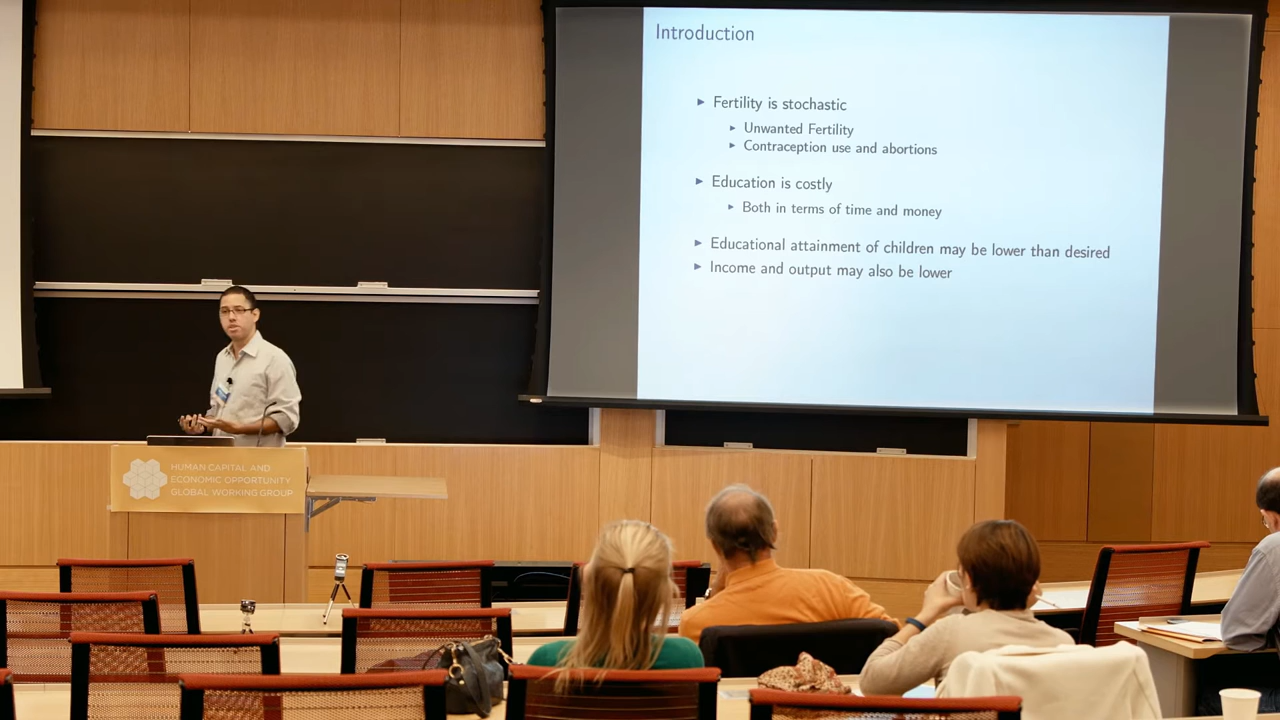 Introduction
Fertility is stochastic
Unwanted Fertility
Contraception use and abortions
Education is costly
Both in terms of time and money
Educational attainment of children may be lower than desired
Income and output may also be lower
HUMAN CAPITAL AND
ECONOMIC OPPORTUNITY
GLOBAL WORKING GROUP